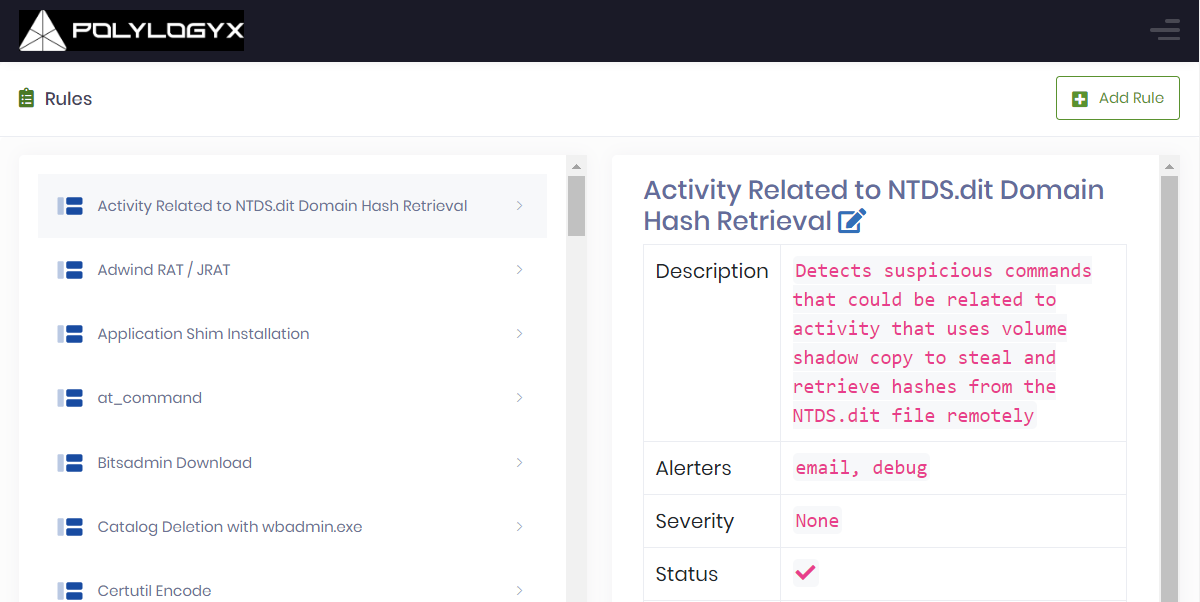 POLYLOGYX
Rules
Add Rule
Activity Related to NTDS.dit Domain Hash Retrieval
Adwind RAT / JRAT
Application Shim Installation
at_command
Bitsadmin Download
Catalog Deletion with wbadmin.exe
Certutil Encode
Activity Related to NTDS.dit Domain
Hash Retrieval
Description
Detects suspicious commands
that could be related to
activity that uses volume
shadow copy to steal and
retrieve hashes from the
NTDS.dit file remotely
Alerters
email, debug
Severity
None
Status